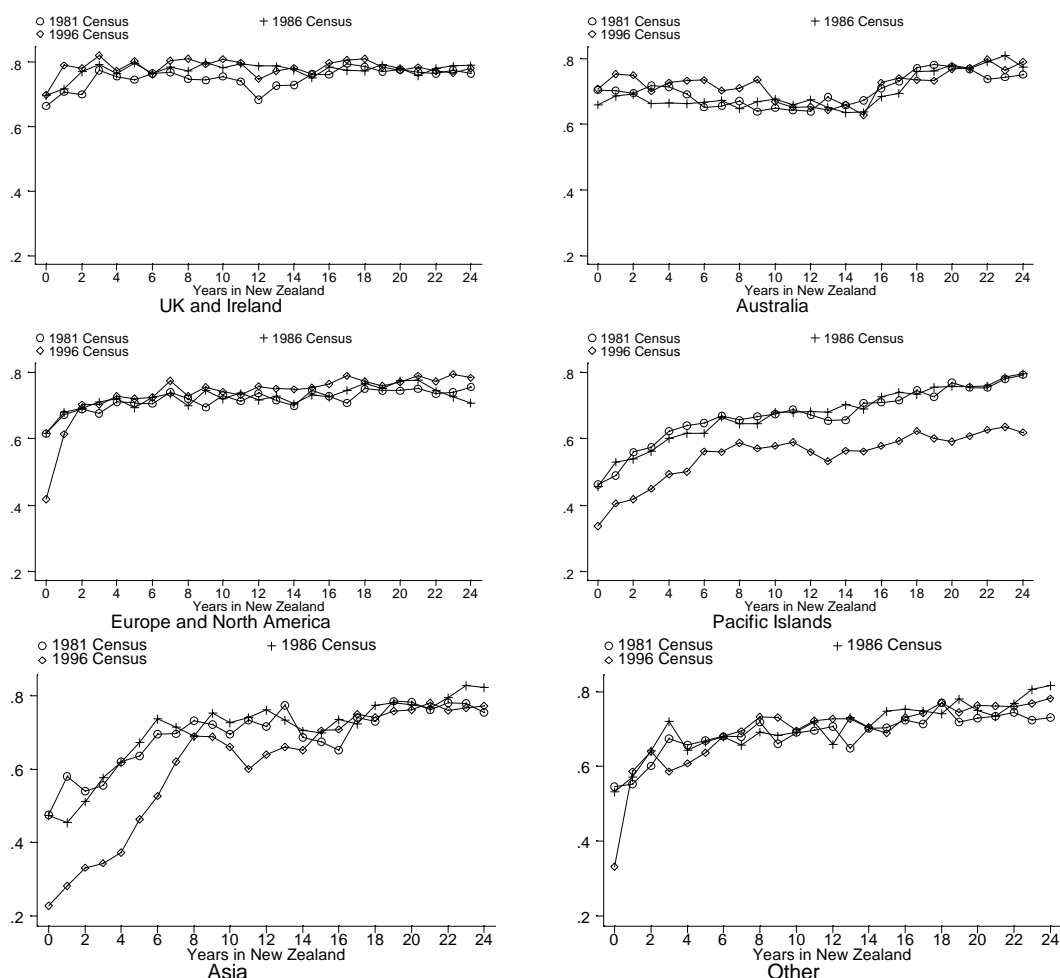 1981 Census 1986 Census
1996 Census
.8
.6
.4
.2
0 2 4 6 8 10 12 14 16 18 20 22 24
Years in New Zealand
UK and Ireland
1981 Census 1986 Census
1996 Census
.8
.6
.4
.2
0 2 4 6 8 10 12 14 16 18 20 22 24
Years in New Zealand
Australia
1981 Census 1986 Census
1996 Census
.8
.6
.4
.2
0 2 4 6 8 10 12 14 16 18 20 22 24
Years in New Zealand
Europe and North America
1981 Census 1986 Census
1996 Census
.8
.6
.4
.2
0 2 4 6 8 10 12 14 16 18 20 22 24
Years in New Zealand
Pacific Islands
1981 Census 1986 Census
1996 Census
.8
.6
.4
.2
0 2 4 6 8 10 12 14 16 18 20 22 24
Years in New Zealand
Asia
1981 Census 1986 Census
1996 Census
.8
.6
.4
.2
0 2 4 6 8 10 12 14 16 18 20 22 24
Years in New Zealand
Other